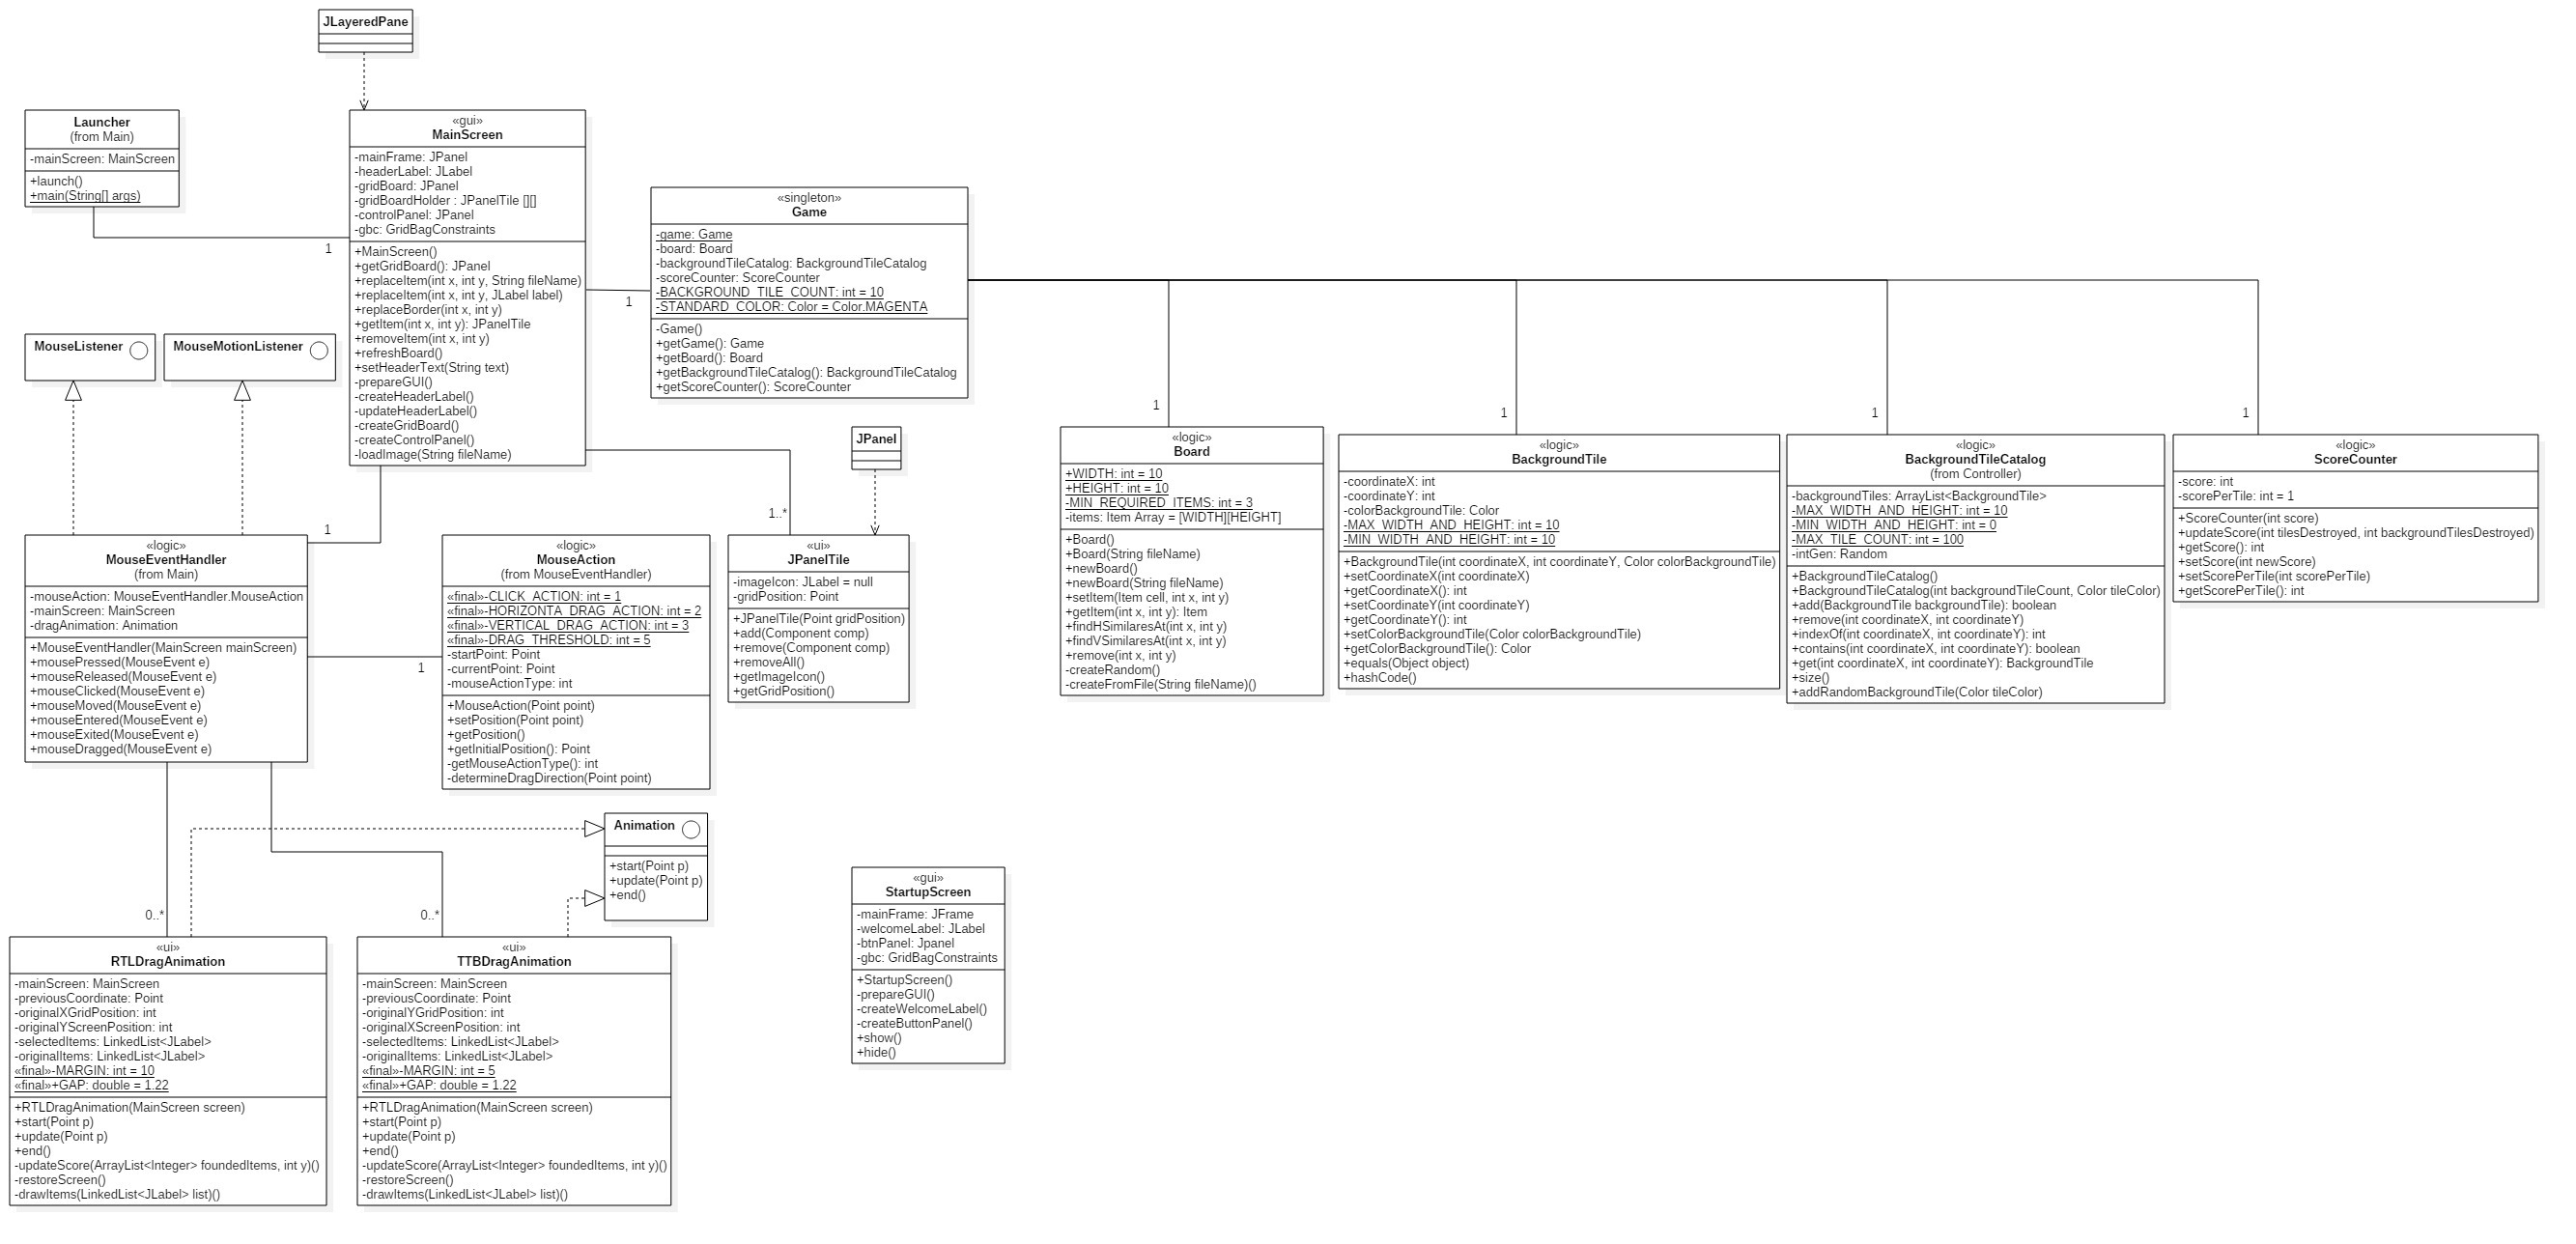 JLayeredPane
Launcher
(from Main)
-mainScreen: MainScreen
+launch()
+main(String[] args)
1
«gui»
MainScreen
-mainFrame: JPanel
-headerLabel: JLabel
-gridBoard: JPanel
-gridBoardHolder : JPanelTile [][]
-controlPanel: JPanel
-gbc: GridBagConstraints
+MainScreen()
+getGridBoard(): JPanel
+replaceItem(int x, int y, String fileName)
+replaceItem(int x, int y, JLabel label)
+replaceBorder(int x, int y)
+getItem(int x, int y): JPanelTile
+removeItem(int x, int y)
+refreshBoard()
+setHeaderText(String text)
-prepareGUI()
-createHeaderLabel()
-updateHeaderLabel()
-createGridBoard()
-createControlPanel()
-loadImage(String fileName)
1
«singleton»
Game
-game: Game
-board: Board
-backgroundTileCatalog: BackgroundTileCatalog
-scoreCounter: ScoreCounter
-BACKGROUND_TILE_COUNT: int = 10
-STANDARD_COLOR: Color = Color.MAGENTA
-Game()
+getGame(): Game
+getBoard(): Board
+getBackgroundTileCatalog(): BackgroundTileCatalog
+getScoreCounter(): ScoreCounter
MouseListener
MouseMotionListener
JPanel
1
1
1
1
«logic»
Board
+WIDTH: int = 10
+HEIGHT: int = 10
-MIN_REQUIRED_ITEMS: int = 3
-items: Item Array = [WIDTH][HEIGHT]
+Board()
+Board(String fileName)
+newBoard()
+newBoard(String fileName)
+setItem(Item cell, int x, int y)
+getItem(int x, int y): Item
+findHSimilaresAt(int x, int y)
+findVSimilaresAt(int x, int y)
+remove(int x, int y)
-createRandom()
-createFromFile(String fileName)()
«logic»
BackgroundTile
-coordinateX: int
-coordinateY: int
-colorBackgroundTile: Color
-MAX_WIDTH_AND_HEIGHT: int = 10
-MIN_WIDTH_AND_HEIGHT: int = 10
+BackgroundTile(int coordinateX, int coordinateY, Color colorBackgroundTile)
+setCoordinateX(int coordinateX)
+getCoordinateX(): int
+setCoordinateY(int coordinateY)
+getCoordinateY(): int
+setColorBackgroundTile(Color colorBackgroundTile)
+getColorBackgroundTile(): Color
+equals(Object object)
+hashCode()
«logic»
BackgroundTileCatalog
(from Controller)
-backgroundTiles: ArrayList<BackgroundTile>
-MAX_WIDTH_AND_HEIGHT: int = 10
-MIN_WIDTH_AND_HEIGHT: int = 0
-MAX_TILE_COUNT: int = 100
-intGen: Random
+BackgroundTileCatalog()
+BackgroundTileCatalog(int backgroundTileCount, Color tileColor)
+add(BackgroundTile backgroundTile): boolean
+remove(int coordinateX, int coordinateY)
+indexOf(int coordinateX, int coordinateY): int
+contains(int coordinateX, int coordinateY): boolean
+get(int coordinateX, int coordinateY): BackgroundTile
+size()
+addRandomBackgroundTile(Color tileColor)
«logic»
ScoreCounter
-score: int
-scorePerTile: int = 1
+ScoreCounter(int score)
+updateScore(int tilesDestroyed, int backgroundTilesDestroyed)
+getScore(): int
+setScore(int newScore)
+setScorePerTile(int scorePerTile)
+getScorePerTile(): int
1
1..*
«logic»
MouseEventHandler
(from Main)
-mouseAction: MouseEventHandler.MouseAction
-mainScreen: MainScreen
-dragAnimation: Animation
+MouseEventHandler(MainScreen mainScreen)
+mousePressed(MouseEvent e)
+mouseReleased(MouseEvent e)
+mouseClicked(MouseEvent e)
+mouseMoved(MouseEvent e)
+mouseEntered(MouseEvent e)
+mouseExited(MouseEvent e)
+mouseDragged(MouseEvent e)
1
«logic»
MouseAction
(from MouseEventHandler)
«final»-CLICK_ACTION: int = 1
«final»-HORIZONTA_DRAG_ACTION: int = 2
«final»-VERTICAL_DRAG_ACTION: int = 3
«final»-DRAG_THRESHOLD: int = 5
-startPoint: Point
-currentPoint: Point
-mouseActionType: int
+MouseAction(Point point)
+setPosition(Point point)
+getPosition()
+getInitialPosition(): Point
-getMouseActionType(): int
-determineDragDirection(Point point)
«ui»
JPanelTile
-imageIcon: JLabel = null
-gridPosition: Point
+JPanelTile(Point gridPosition)
+add(Component comp)
+remove(Component comp)
+removeAll()
+getImageIcon()
+getGridPosition()
Animation
+start(Point p)
+update(Point p)
+end()
0..*
0..*
«ui»
RTLDragAnimation
-mainScreen: MainScreen
-previousCoordinate: Point
-originalXGridPosition: int
-originalYScreenPosition: int
-selectedItems: LinkedList<JLabel>
-originalItems: LinkedList<JLabel>
«final»-MARGIN: int = 10
«final»+GAP: double = 1.22
+RTLDragAnimation(MainScreen screen)
+start(Point p)
+update(Point p)
+end()
-updateScore(ArrayList<Integer> foundedItems, int y)()
-restoreScreen()
-drawItems(LinkedList<JLabel> list)()
«ui»
TTBDragAnimation
-mainScreen: MainScreen
-previousCoordinate: Point
-originalYGridPosition: int
-originalXScreenPosition: int
-selectedItems: LinkedList<JLabel>
-originalItems: LinkedList<JLabel>
«final»-MARGIN: int = 5
«final»+GAP: double = 1.22
+RTLDragAnimation(MainScreen screen)
+start(Point p)
+update(Point p)
+end()
-updateScore(ArrayList<Integer> foundedItems, int y)()
-restoreScreen()
-drawItems(LinkedList<JLabel> list)()
«gui»
StartupScreen
-mainFrame: JFrame
-welcomeLabel: JLabel
-btnPanel: Jpanel
-gbc: GridBagConstraints
+StartupScreen()
-prepareGUI()
-createWelcomeLabel()
-createButtonPanel()
+show()
+hide()